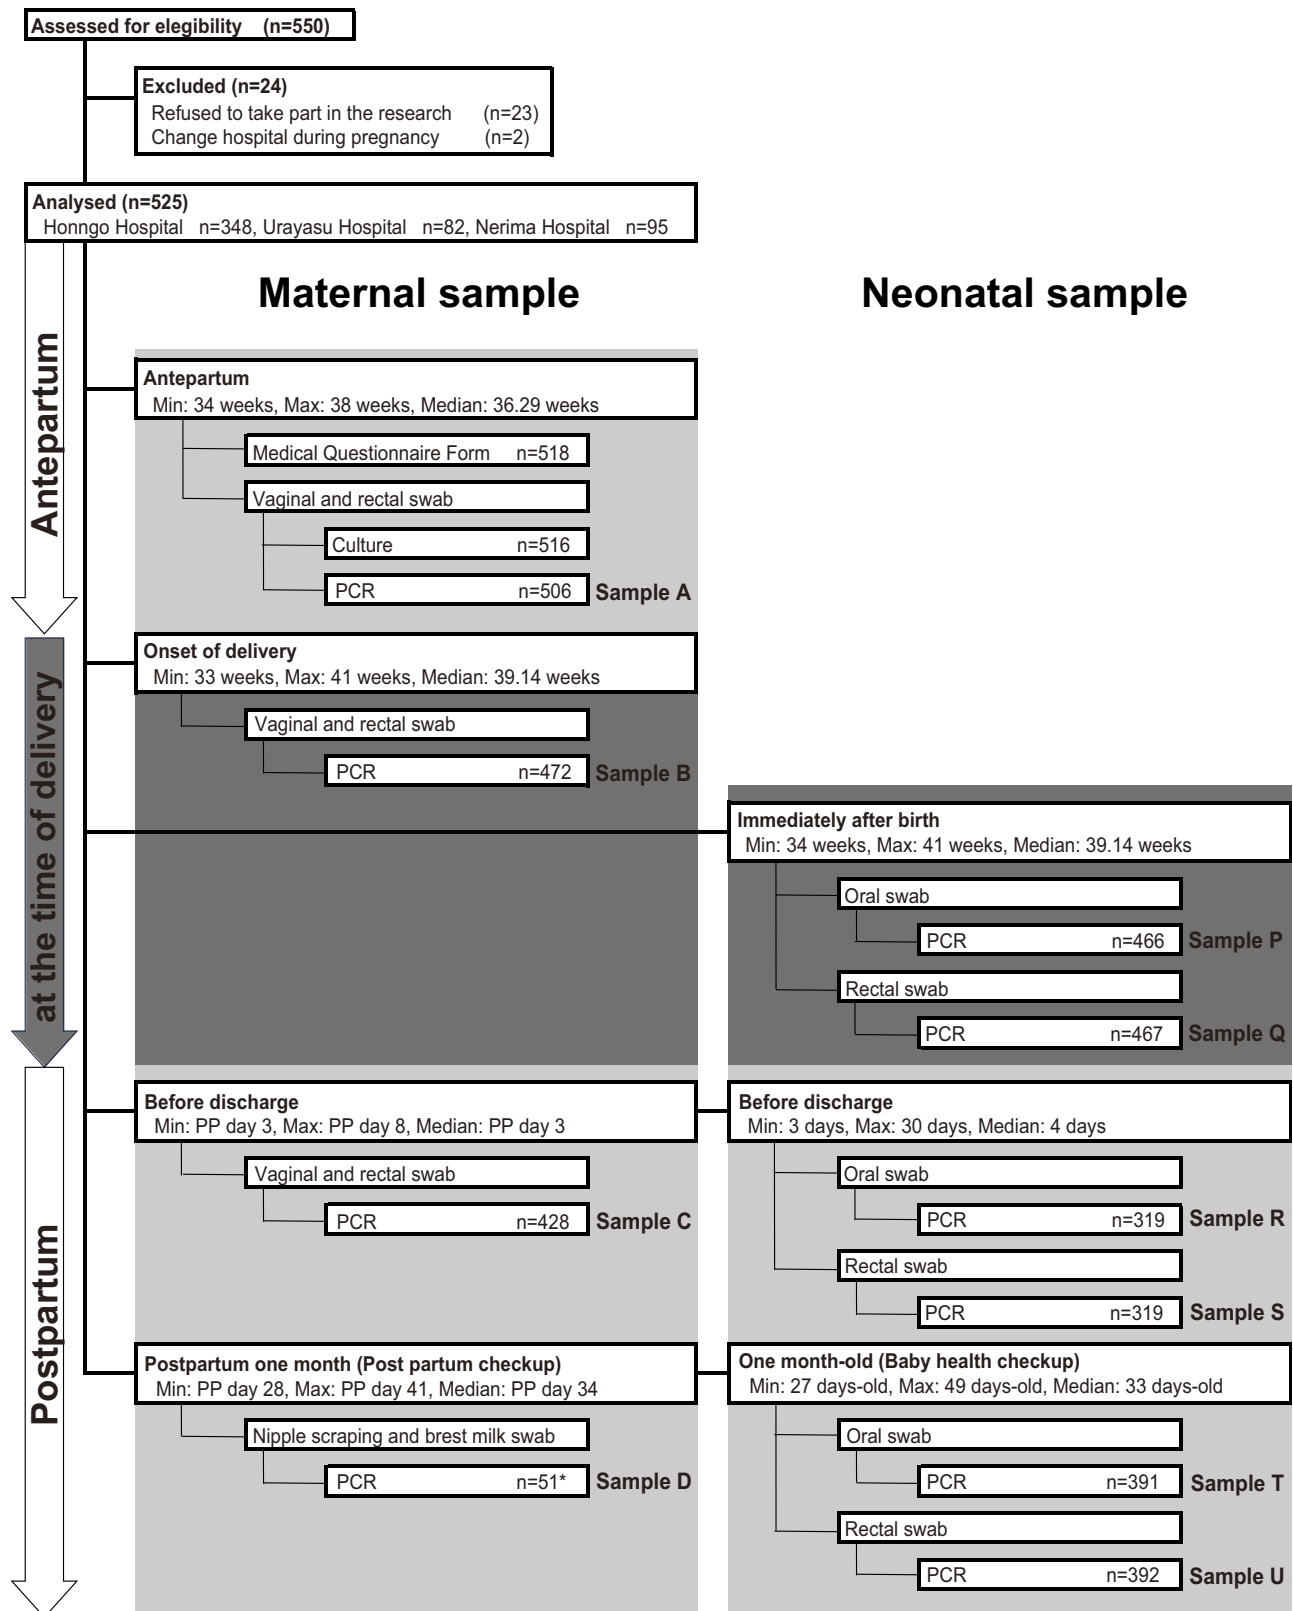 Assessed for elegibility (n=550)
Excluded (n=24)
Refused to take part in the research (n=23)
Change hospital during pregnancy (n=2)
Analysed (n=525)
Honngo Hospital n=348, Urayasu Hospital n=82, Nerima Hospital n=95
Maternal sample
Neonatal sample
Antepartum
Antepartum
Min: 34 weeks, Max: 38 weeks, Median: 36.29 weeks
Medical Questionnaire Form n=518
Vaginal and rectal swab
Culture n=516
PCR n=506 Sample A
at the time of delivery
Onset of delivery
Min: 33 weeks, Max: 41 weeks, Median: 39.14 weeks
Vaginal and rectal swab
PCR n=472 Sample B
Immediately after birth
Min: 34 weeks, Max: 41 weeks, Median: 39.14 weeks
Oral swab
PCR n=466 Sample P
Rectal swab
PCR n=467 Sample Q
Postpartum
Before discharge
Min: PP day 3, Max: PP day 8, Median: PP day 3
Vaginal and rectal swab
PCR n=428 Sample C
Before discharge
Min: 3 days, Max: 30 days, Median: 4 days
Oral swab
PCR n=319 Sample R
Rectal swab
PCR n=319 Sample S
Postpartum one month (Post partum checkup)
Min: PP day 28, Max: PP day 41, Median: PP day 34
Nipple scraping and brest milk swab
PCR n=51* Sample D
One month-old (Baby health checkup)
Min: 27 days-old, Max: 49 days-old, Median: 33 days-old
Oral swab
PCR n=391 Sample T
Rectal swab
PCR n=392 Sample U